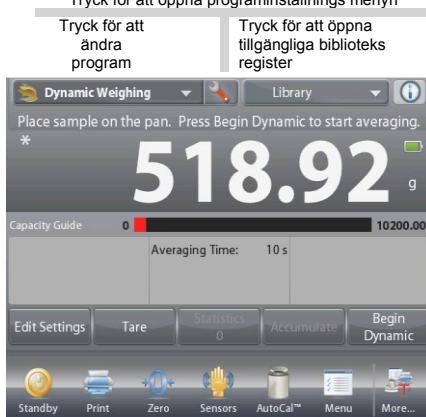 Tryck för att öppna programinställnings menyn
Tryck för att
ändra
program
Tryck för att öppna
tillgängliga biblioteks
register
Dynamic Weighing
Library
Place sample on the pan. Press Begin Dynamic to start averaging.
*
518.92 g
Capacity Guide 0 10200.00
Averaging Time: 10 s
Edit Settings
Tare
Statistics
0
Accumulate
Begin
Dynamic
Standby
Print
Zero
Sensors
AutoCal™
Menu
More...